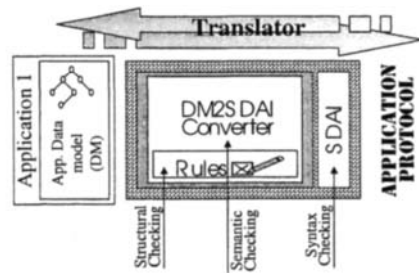 Translator
Application 1
App. Data
model
(DM)
DM2S DAI
Converter
Rules
S DAI
APPLICATION
PROTOCOL
Structural
Checking
Semantic
Checking
Syntax
Checking